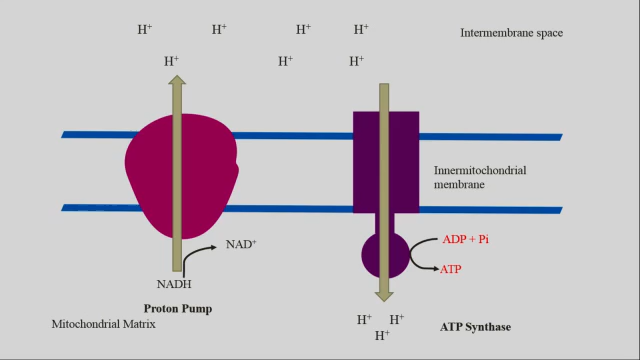 H⁺ H⁺ H⁺ H⁺
Intermembrane space
H⁺ H⁺ H⁺
Innermitochondrial
membrane
NAD⁺
ADP + Pi
ATP
NADH
Proton Pump
Mitochondrial Matrix
H⁺ H⁺
H⁺
ATP Synthase